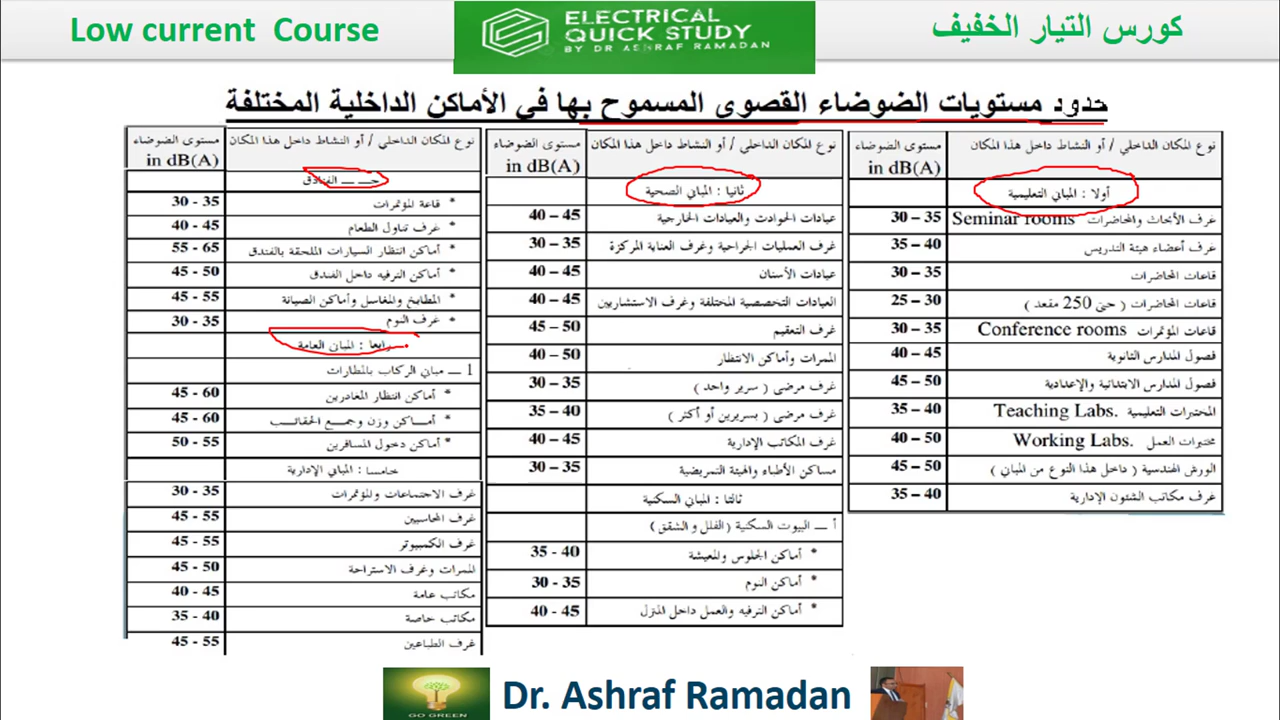 Low current Course
ELECTRICAL
QUICK STUDY
BY DR ASHRAF RAMADAN
كورس التيار الخفيف
حدود مستويات الضوضاء القصوى المسموح بها في الأماكن الداخلية المختلفة
نوع المكان الداخلي / أو النشاط داخل هذا المكان مستوى الضوضاء in dB(A)
أولا : المباني التعليمية
غرف الأبحاث والمحاضرات Seminar rooms 30 – 35
غرف أعضاء هيئة التدريس 35 – 40
قاعات المحاضرات 30 – 35
قاعات المحاضرات ( حتى 250 مقعد ) 25 – 30
قاعات المؤتمرات Conference rooms 30 – 35
فصول المدارس الثانوية 40 – 45
فصول المدارس الابتدائية والإعدادية 45 – 50
المختبرات التعليمية Teaching Labs. 35 – 40
مختبرات العمل Working Labs. 40 – 50
الورش الهندسية ( داخل هذا النوع من المباني ) 45 – 50
غرف مكاتب الشئون الإدارية 35 – 40
نوع المكان الداخلي / أو النشاط داخل هذا المكان مستوى الضوضاء in dB(A)
ثانيا : المباني الصحية
عيادات الحوادث والعيادات الخارجية 40 – 45
غرف العمليات الجراحية وغرف العناية المركزة 30 – 35
عيادات الأسنان 40 – 45
العيادات التخصصية المختلفة وغرف الاستشاريين 40 – 45
غرف التعقيم 45 – 50
الممرات وأماكن الانتظار 40 – 50
غرف مرضى ( سرير واحد ) 30 – 35
غرف مرضى ( بسريرين أو أكثر ) 35 – 40
غرف المكاتب الإدارية 40 – 45
مساكن الأطباء والهيئة التمريضية 30 – 35
ثالثا : المباني السكنية
أ – البيوت السكنية (الفلل و الشقق )
* أماكن الجلوس والمعيشة 35 - 40
* أماكن النوم 30 - 35
* أماكن الترفيه والعمل داخل المنزل 40 - 45
نوع المكان الداخلي / أو النشاط داخل هذا المكان مستوى الضوضاء in dB(A)
جـ – الفنادق
* قاعة المؤتمرات 30 - 35
* غرف تناول الطعام 40 - 45
* أماكن انتظار السيارات الملحقة بالفندق 55 - 65
* أماكن الترفيه داخل الفندق 45 - 50
* المطابخ والمغاسل وأماكن الصيانة 45 - 55
* غرف النوم 30 - 35
رابعا : المبان العامة
1 – مباني الركاب بالمطارات
* أماكن انتظار المغادرين 45 - 60
* أماكن وزن وجمع الحقائب 45 - 60
* أماكن دخول المسافرين 50 - 55
خامسا : المباني الإدارية
غرف الاجتماعات والمؤتمرات 30 - 35
غرف المحاسبين 45 - 55
غرف الكمبيوتر 45 - 55
الممرات وغرف الاستراحة 45 - 50
مكاتب عامة 40 - 45
مكاتب خاصة 35 - 40
غرف الطباعين 45 - 55
GO GREEN
Dr. Ashraf Ramadan